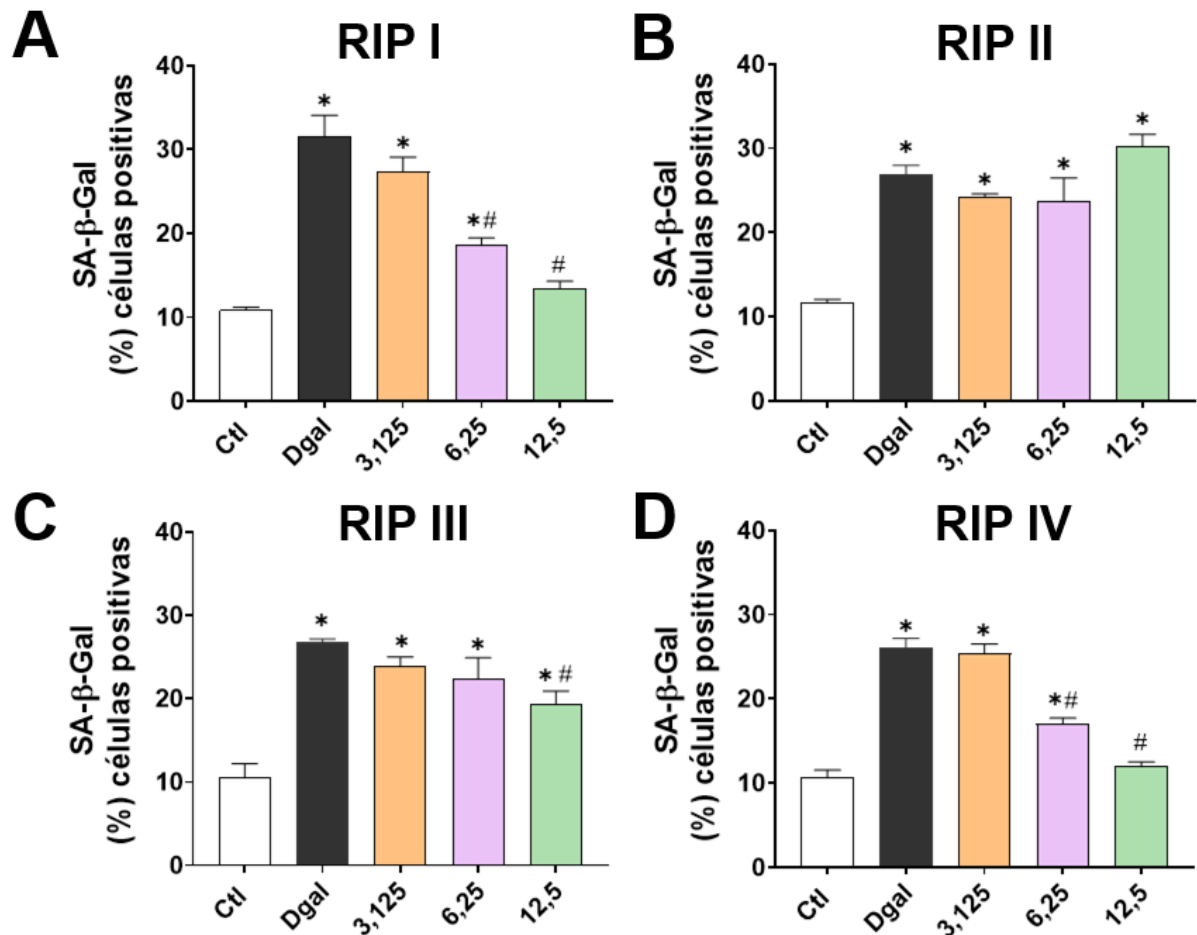 A
RIP I
SA-β-Gal
(%) células positivas
40
30
20
10
0
*
*
*#
#
Ctl
Dgal
3,125
6,25
12,5
B
RIP II
SA-β-Gal
(%) células positivas
40
30
20
10
0
*
*
*
*
Ctl
Dgal
3,125
6,25
12,5
C
RIP III
SA-β-Gal
(%) células positivas
40
30
20
10
0
*
*
*
* #
Ctl
Dgal
3,125
6,25
12,5
D
RIP IV
SA-β-Gal
(%) células positivas
40
30
20
10
0
*
*
*#
#
Ctl
Dgal
3,125
6,25
12,5